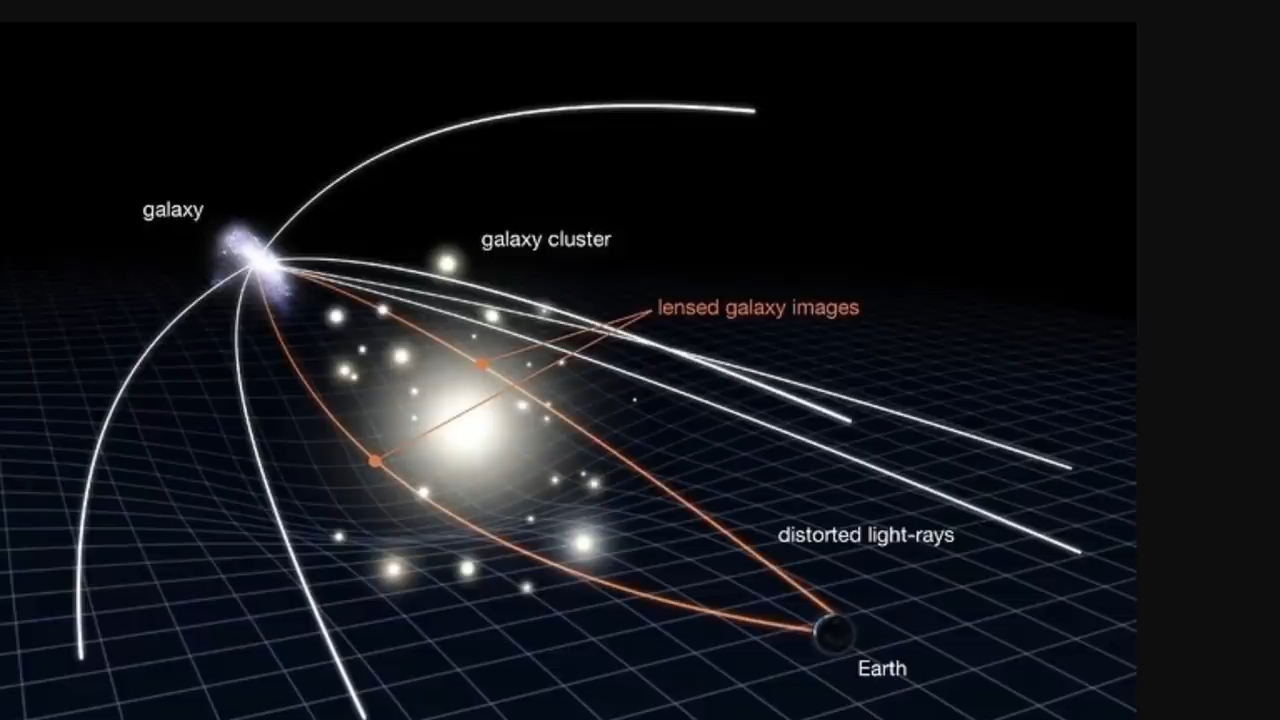 galaxy
galaxy cluster
lensed galaxy images
distorted light-rays
Earth